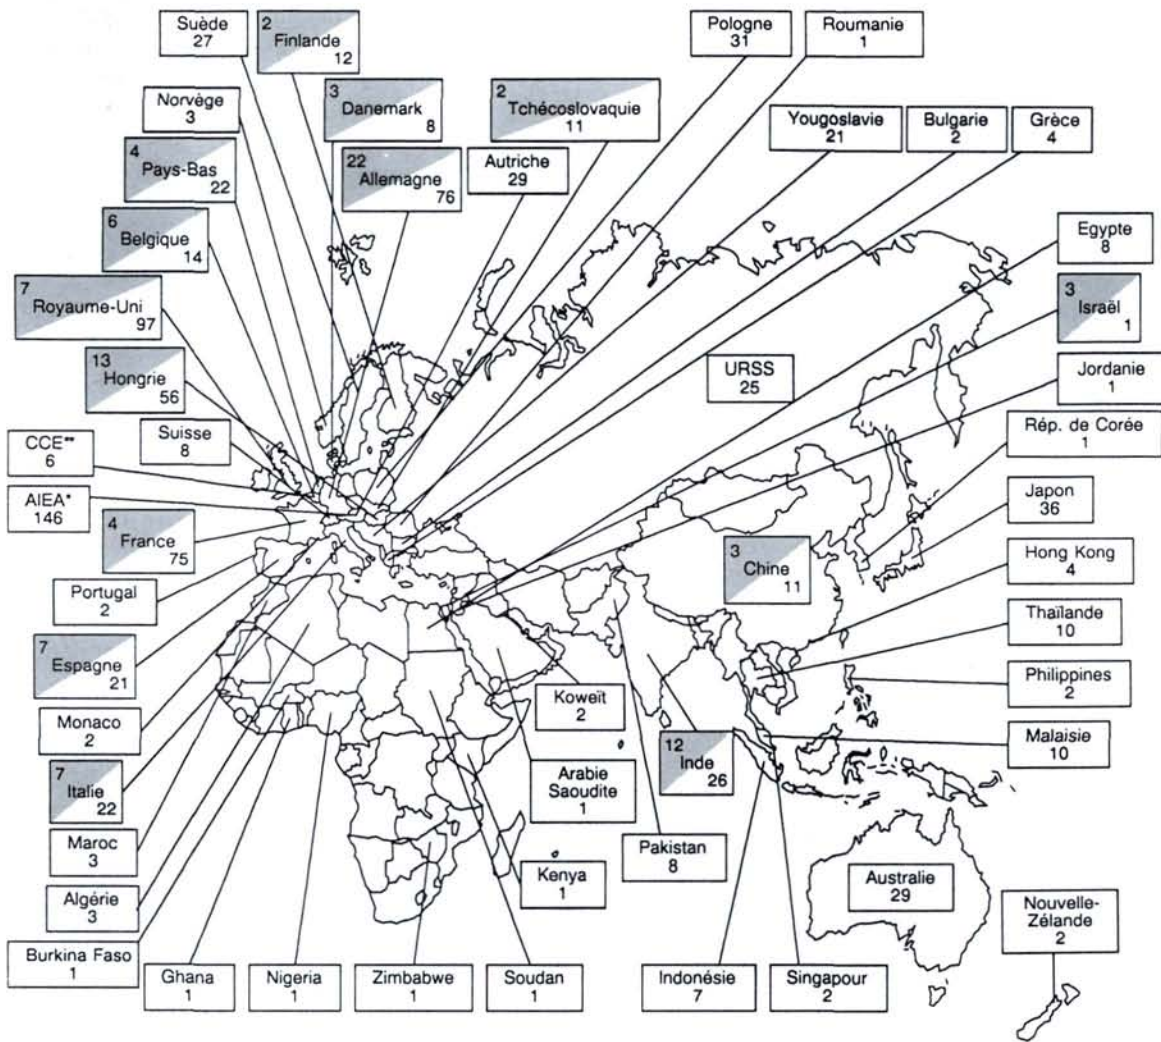 Suède
27
2
Finlande
12
Pologne
31
Roumanie
1
Norvège
3
3
Danemark
8
2
Tchécoslovaquie
11
Yougoslavie
21
Bulgarie
2
Grèce
4
4
Pays-Bas
22
22
Allemagne
76
Autriche
29
6
Belgique
14
Egypte
8
7
Royaume-Uni
97
3
Israël
1
13
Hongrie
56
URSS
25
Jordanie
1
CCE**
6
Suisse
8
Rép. de Corée
1
AIEA*
146
Japon
36
4
France
75
3
Chine
11
Hong Kong
4
Portugal
2
Thaïlande
10
7
Espagne
21
Koweït
2
Philippines
2
Monaco
2
12
Inde
26
Malaisie
10
7
Italie
22
Arabie
Saoudite
1
Maroc
3
Kenya
1
Pakistan
8
Australie
29
Algérie
3
Nouvelle-
Zélande
2
Burkina Faso
1
Ghana
1
Nigeria
1
Zimbabwe
1
Soudan
1
Indonésie
7
Singapour
2